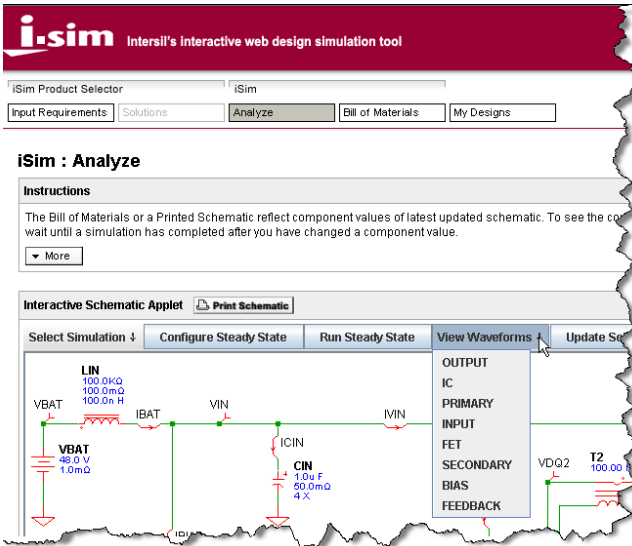 i-sim Intersil's interactive web design simulation tool
iSim Product Selector iSim
Input Requirements Solutions Analyze Bill of Materials My Designs
iSim : Analyze
Instructions
The Bill of Materials or a Printed Schematic reflect component values of latest updated schematic. To see the co
wait until a simulation has completed after you have changed a component value.
More
Interactive Schematic Applet Print Schematic
Select Simulation Configure Steady State Run Steady State View Waveforms Update
OUTPUT
IC
PRIMARY
INPUT
FET
SECONDARY
BIAS
FEEDBACK
LIN
100.0KΩ
100.0mΩ
100.0n H
VBAT
IBAT
VIN
IVIN
VBAT
48.0 V
1.0mΩ
ICIN
CIN
1.0u F
50.0mΩ
4 X
VDQ2
T2
100.00